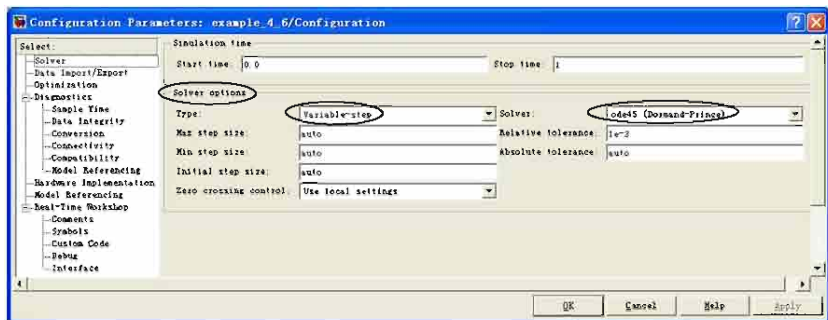 Configuration Parameters: example_4_6/Configuration
Select:
Solver
Data Import/Export
Optimization
Diagnostics
Sample Time
Data Integrity
Conversion
Connectivity
Compatibility
Model Referencing
Hardware Implementation
Model Referencing
Real-Time Workshop
Comments
Symbols
Custom Code
Debug
Interface
Simulation time
Start time: 0.0 Stop time: 1
Solver options
Type: Variable-step Solver: ode45 (Dormand-Prince)
Max step size: auto Relative tolerance: 1e-3
Min step size: auto Absolute tolerance: auto
Initial step size: auto
Zero crossing control: Use local settings
OK Cancel Help Apply